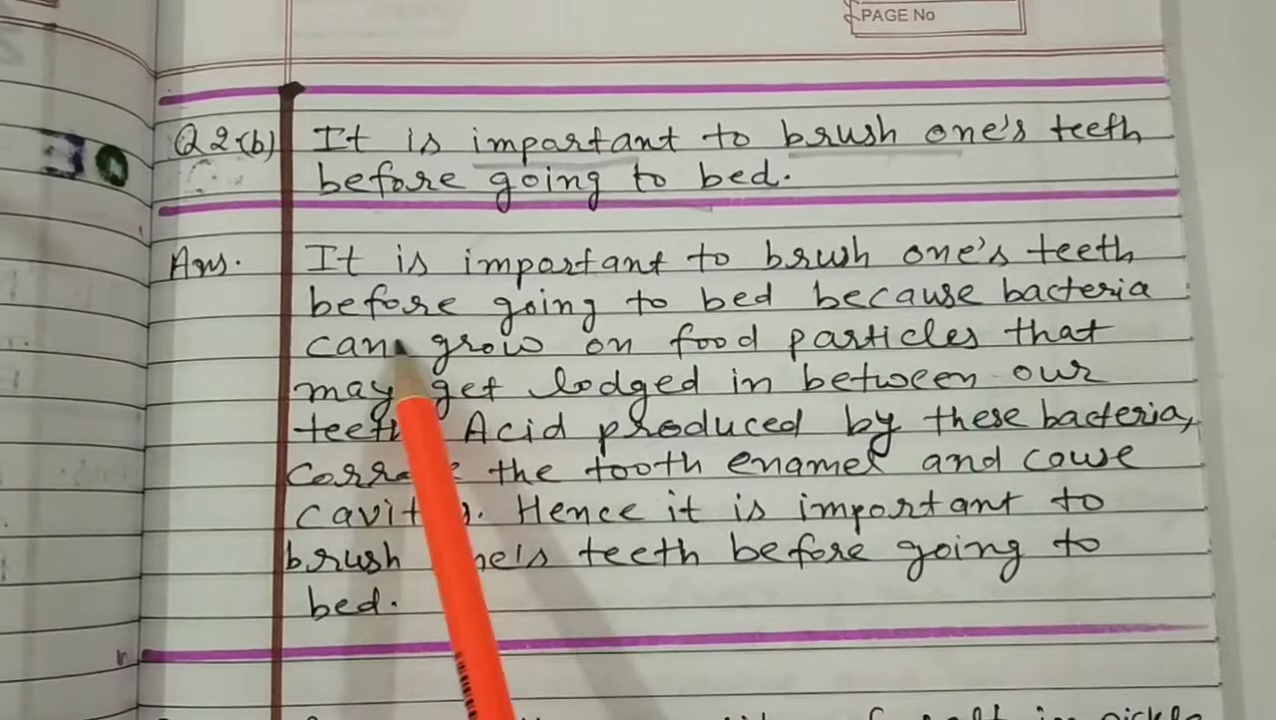 PAGE No
Q2(b) It is important to brush one's teeth
before going to bed.
Ans. It is important to brush one's teeth
before going to bed because bacteria
can grow on food particles that
may get lodged in between our
teeth Acid produced by these bacteria,
the tooth enamel and cause
Hence it is important to
brush teeth before going to
bed.